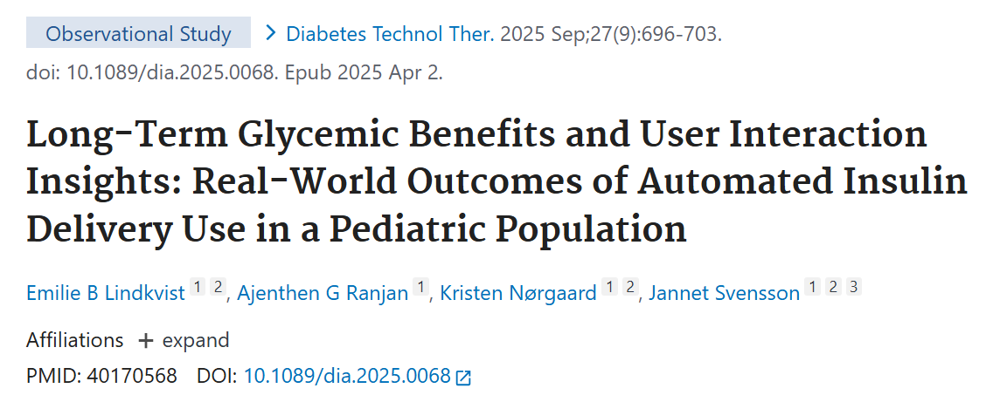 Observational Study > Diabetes Technol Ther. 2025 Sep;27(9):696-703.
doi: 10.1089/dia.2025.0068. Epub 2025 Apr 2.
Long-Term Glycemic Benefits and User Interaction
Insights: Real-World Outcomes of Automated Insulin
Delivery Use in a Pediatric Population
Emilie B Lindkvist 1 2, Ajenthen G Ranjan 1, Kristen Nørgaard 1 2, Jannet Svensson 1 2 3
Affiliations + expand
PMID: 40170568 DOI: 10.1089/dia.2025.0068